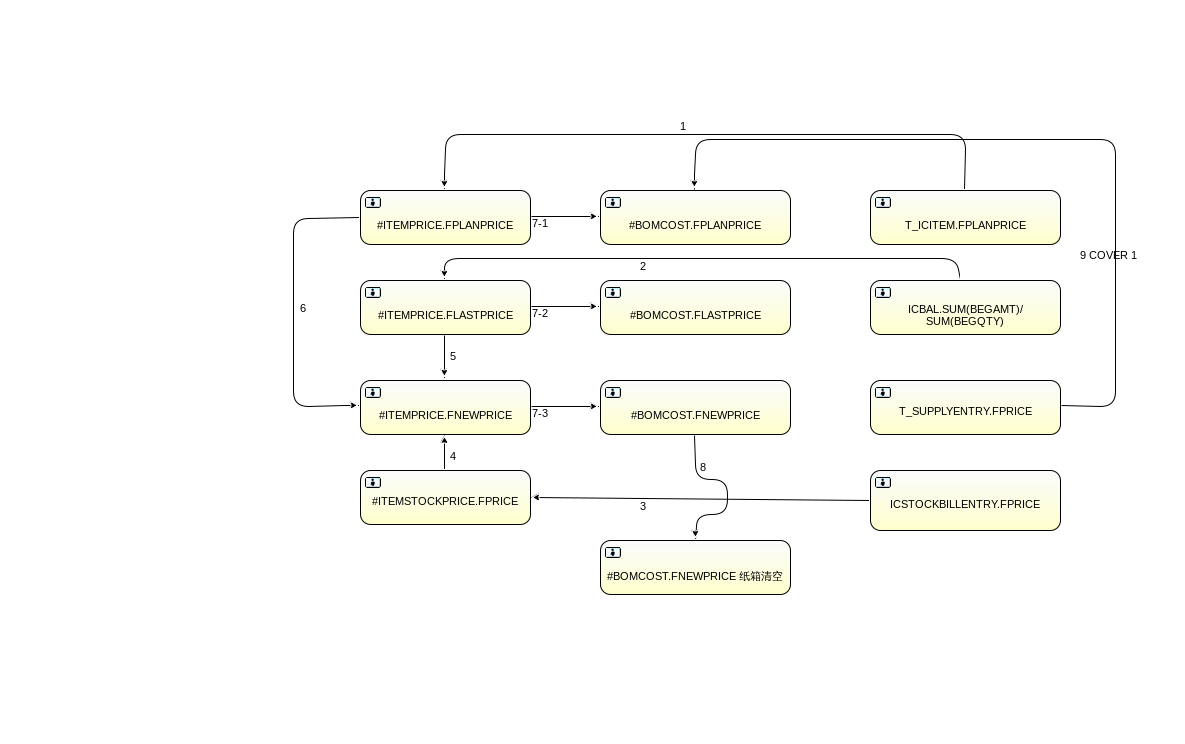 1
#ITEMPRICE.FPLANPRICE
7-1
#BOMCOST.FPLANPRICE
T_ICITEM.FPLANPRICE
9 COVER 1
2
6
#ITEMPRICE.FLASTPRICE
7-2
#BOMCOST.FLASTPRICE
ICBAL.SUM(BEGAMT)/
SUM(BEGQTY)
5
#ITEMPRICE.FNEWPRICE
7-3
#BOMCOST.FNEWPRICE
T_SUPPLYENTRY.FPRICE
4
8
#ITEMSTOCKPRICE.FPRICE
3
ICSTOCKBILLENTRY.FPRICE
#BOMCOST.FNEWPRICE 纸箱清空